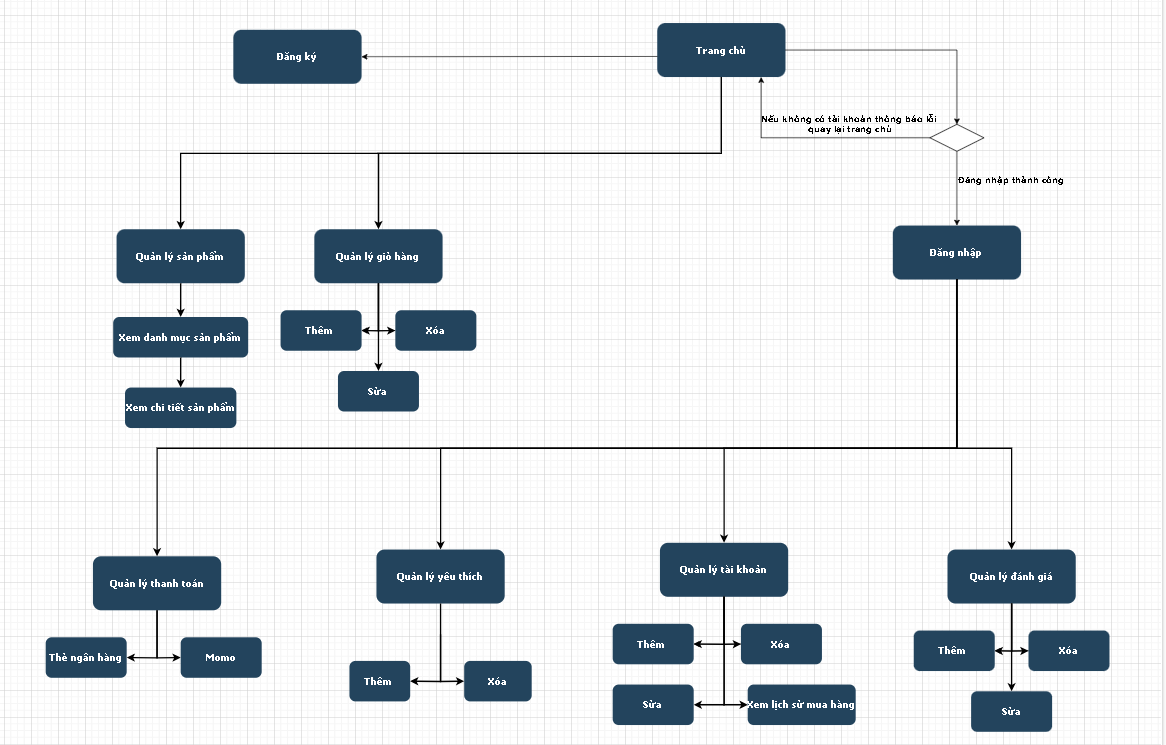 Đăng ký
Trang chủ
Nếu không có tài khoản thông báo lỗi
quay lại trang chủ
Đăng nhập thành công
Quản lý sản phẩm
Quản lý giỏ hàng
Đăng nhập
Thêm
Xóa
Xem danh mục sản phẩm
Sửa
Xem chi tiết sản phẩm
Quản lý thanh toán
Quản lý yêu thích
Quản lý tài khoản
Quản lý đánh giá
Thẻ ngân hàng
Momo
Thêm
Xóa
Thêm
Xóa
Sửa
Xem lịch sử mua hàng
Thêm
Xóa
Sửa